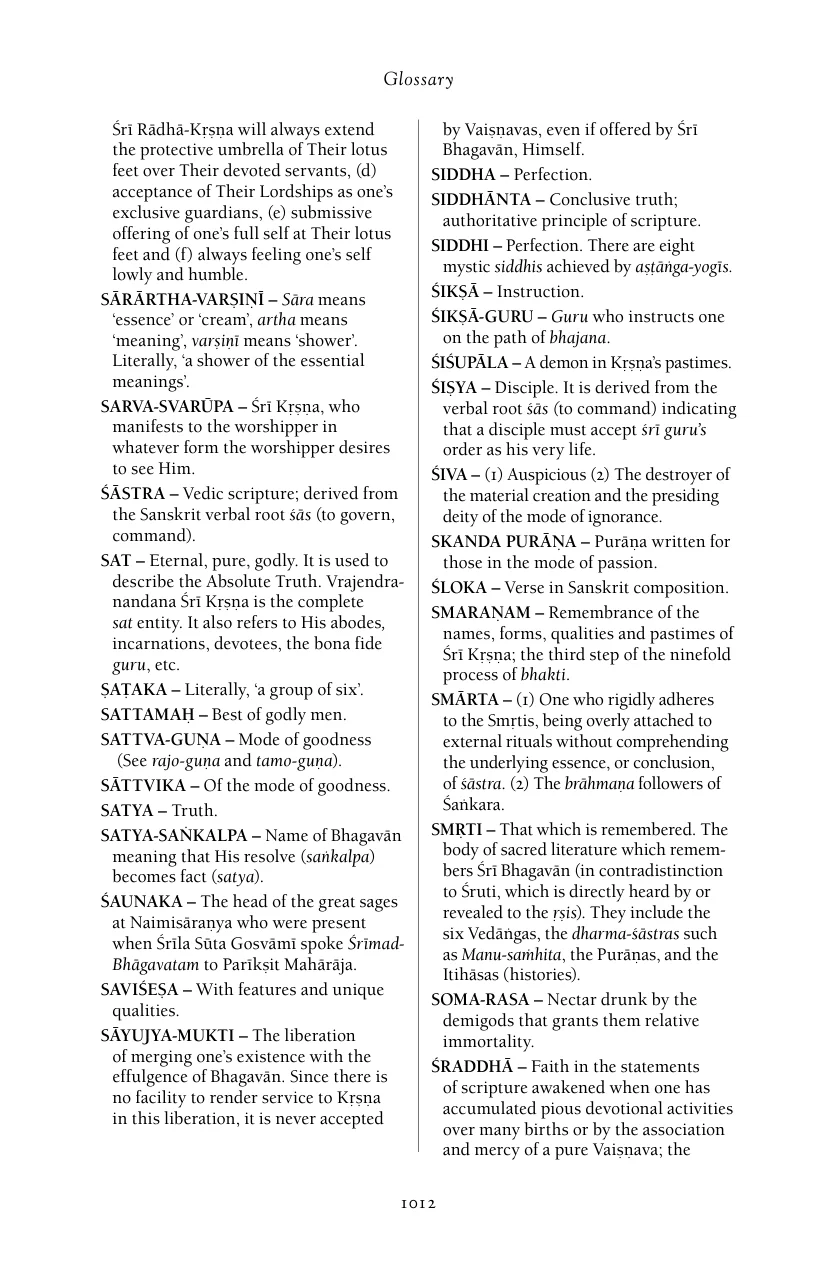 Glossary
Śrī Rādhā-Kṛṣṇa will always extend
the protective umbrella of Their lotus
feet over Their devoted servants, (d)
acceptance of Their Lordships as one’s
exclusive guardians, (e) submissive
offering of one’s full self at Their lotus
feet and (f) always feeling one’s self
lowly and humble.
SĀRĀRTHA-VARṢIṆĪ – Sāra means
‘essence’ or ‘cream’, artha means
‘meaning’, varṣiṇī means ‘shower’.
Literally, ‘a shower of the essential
meanings’.
SARVA-SVARŪPA – Śrī Kṛṣṇa, who
manifests to the worshipper in
whatever form the worshipper desires
to see Him.
ŚĀSTRA – Vedic scripture; derived from
the Sanskrit verbal root śās (to govern,
command).
SAT – Eternal, pure, godly. It is used to
describe the Absolute Truth. Vrajendra-
nandana Śrī Kṛṣṇa is the complete
sat entity. It also refers to His abodes,
incarnations, devotees, the bona fide
guru, etc.
ṢAṬAKA – Literally, ‘a group of six’.
SATTAMAḤ – Best of godly men.
SATTVA-GUṆA – Mode of goodness
(See rajo-guṇa and tamo-guṇa).
SĀTTVIKA – Of the mode of goodness.
SATYA – Truth.
SATYA-SAṄKALPA – Name of Bhagavān
meaning that His resolve (saṅkalpa)
becomes fact (satya).
ŚAUNAKA – The head of the great sages
at Naimisāraṇya who were present
when Śrīla Sūta Gosvāmī spoke Śrīmad-
Bhāgavatam to Parīkṣit Mahārāja.
SAVIŚEṢA – With features and unique
qualities.
SĀYUJYA-MUKTI – The liberation
of merging one’s existence with the
effulgence of Bhagavān. Since there is
no facility to render service to Kṛṣṇa
in this liberation, it is never accepted
by Vaiṣṇavas, even if offered by Śrī
Bhagavān, Himself.
SIDDHA – Perfection.
SIDDHĀNTA – Conclusive truth;
authoritative principle of scripture.
SIDDHI – Perfection. There are eight
mystic siddhis achieved by aṣṭāṅga-yogīs.
ŚIKṢĀ – Instruction.
ŚIKṢĀ-GURU – Guru who instructs one
on the path of bhajana.
ŚIŚUPĀLA – A demon in Kṛṣṇa’s pastimes.
ŚIṢYA – Disciple. It is derived from the
verbal root śās (to command) indicating
that a disciple must accept śrī guru’s
order as his very life.
ŚIVA – (1) Auspicious (2) The destroyer of
the material creation and the presiding
deity of the mode of ignorance.
SKANDA PURĀṆA – Purāṇa written for
those in the mode of passion.
ŚLOKA – Verse in Sanskrit composition.
SMARAṆAM – Remembrance of the
names, forms, qualities and pastimes of
Śrī Kṛṣṇa; the third step of the ninefold
process of bhakti.
SMĀRTA – (1) One who rigidly adheres
to the Smṛtis, being overly attached to
external rituals without comprehending
the underlying essence, or conclusion,
of śāstra. (2) The brāhmaṇa followers of
Śaṅkara.
SMṚTI – That which is remembered. The
body of sacred literature which remem-
bers Śrī Bhagavān (in contradistinction
to Śruti, which is directly heard by or
revealed to the ṛṣis). They include the
six Vedāṅgas, the dharma-śāstras such
as Manu-saṁhita, the Purāṇas, and the
Itihāsas (histories).
SOMA-RASA – Nectar drunk by the
demigods that grants them relative
immortality.
ŚRADDHĀ – Faith in the statements
of scripture awakened when one has
accumulated pious devotional activities
over many births or by the association
and mercy of a pure Vaiṣṇava; the
1012